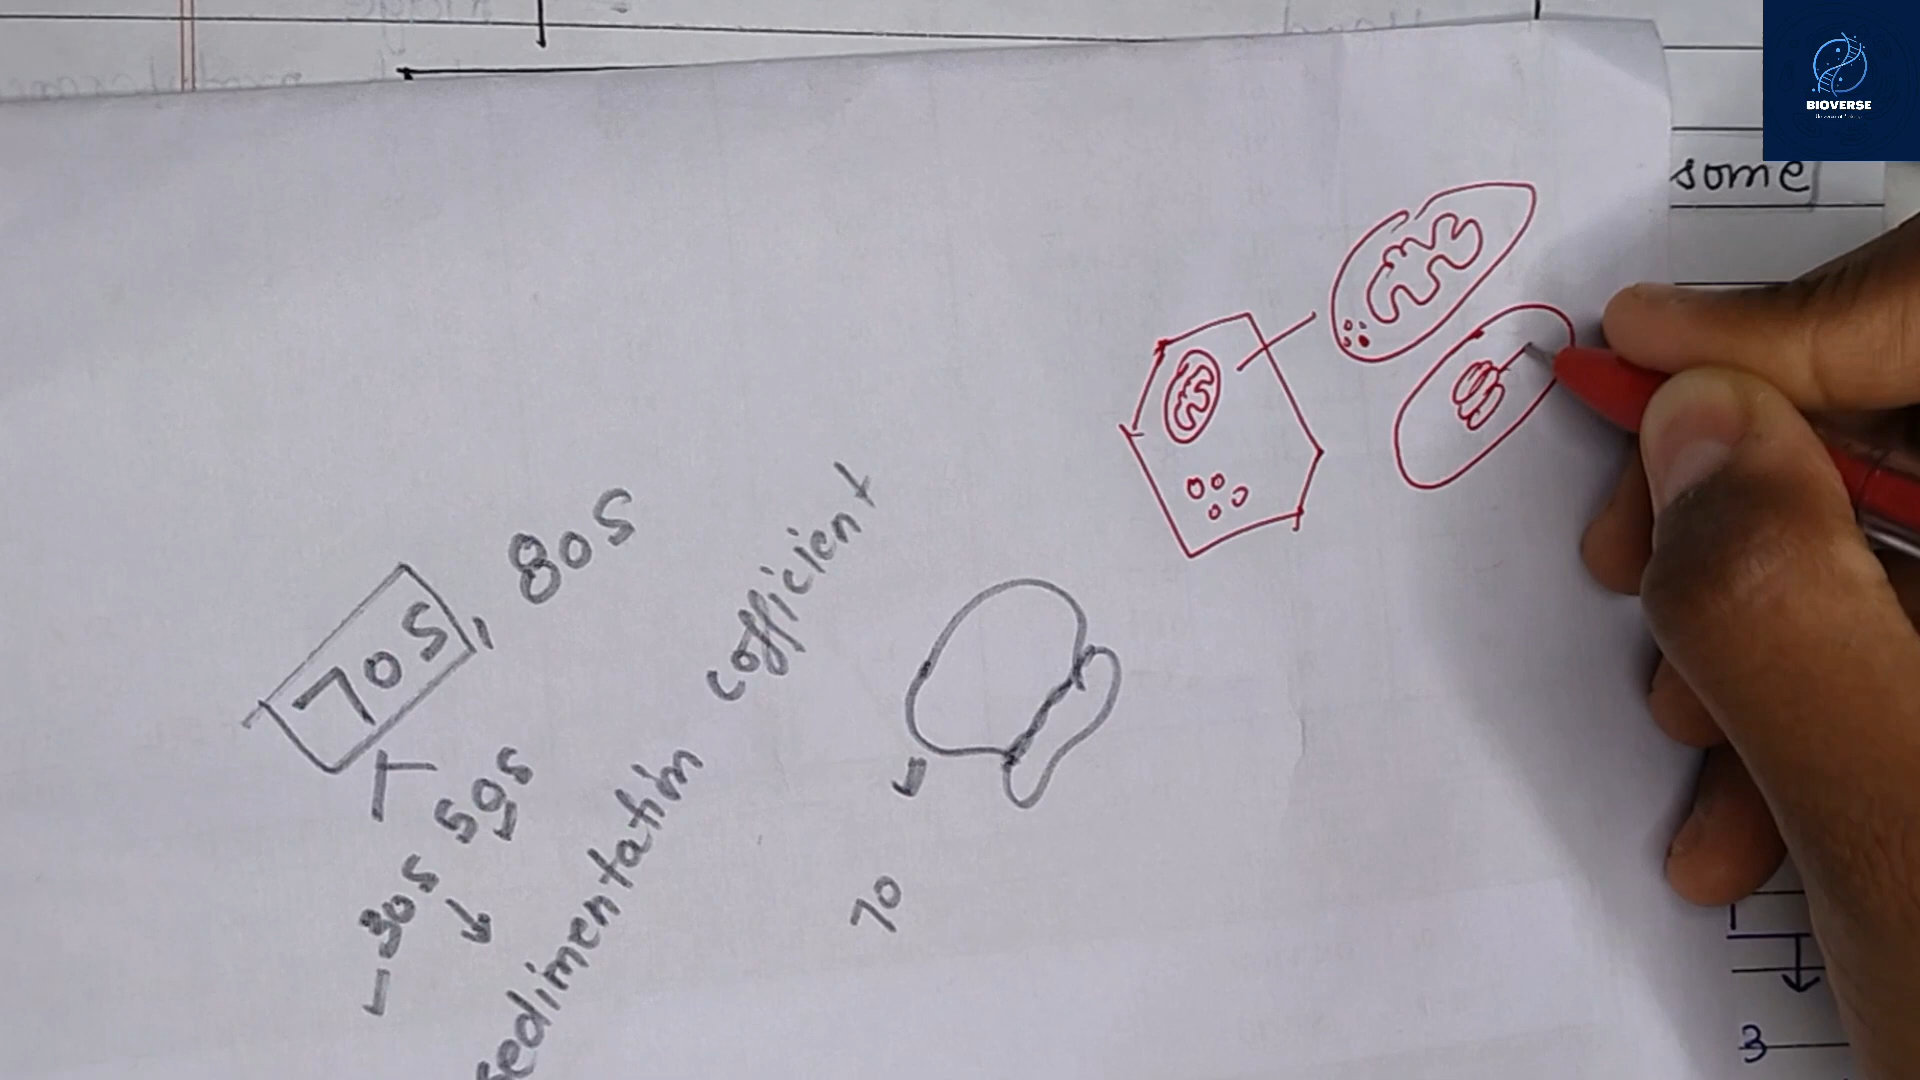 BIOVERSE
some
70S, 80S
30S 50S
sedimentation cofficient
70
3